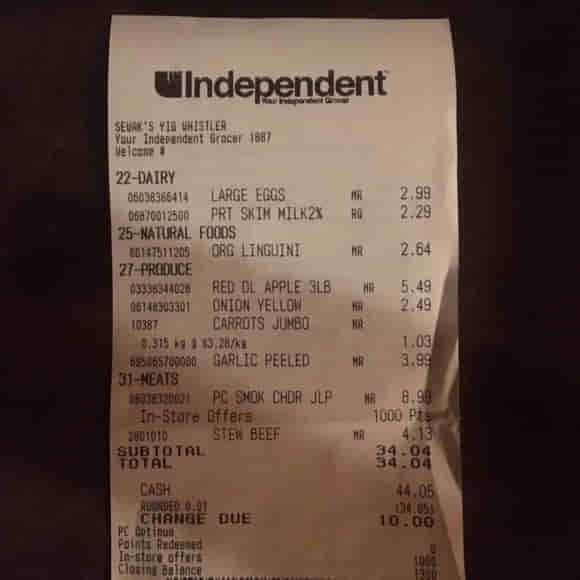 Independent
Your Independent Grocer
SEWAK'S YIG WHISTLER
Your Independent Grocer 1887
Welcome #
22-DAIRY
06038366414 LARGE EGGS MR 2.99
06870012500 PRT SKIM MILK2% RQ 2.29
25-NATURAL FOODS
66147511205 ORG LINGUINI MR 2.64
27-PRODUCE
03338344028 RED DL APPLE 3LB MR 5.49
06148303301 ONION YELLOW MR 2.49
10387 CARROTS JUMBO MR
0.315 kg @ $3.28/kg 1.03
695065700000 GARLIC PEELED MR 3.99
31-MEATS
06038320021 PC SMOK CHDR JLP MR 8.99
In-Store Offers 1000 Pts
2801010 STEW BEEF MR 4.13
SUBTOTAL 34.04
TOTAL 34.04
CASH 44.05
ROUNDED 0.01 (34.05)
CHANGE DUE 10.00
PC Optimum
Points Redeemed 0
In-store offers 1000
Closing Balance